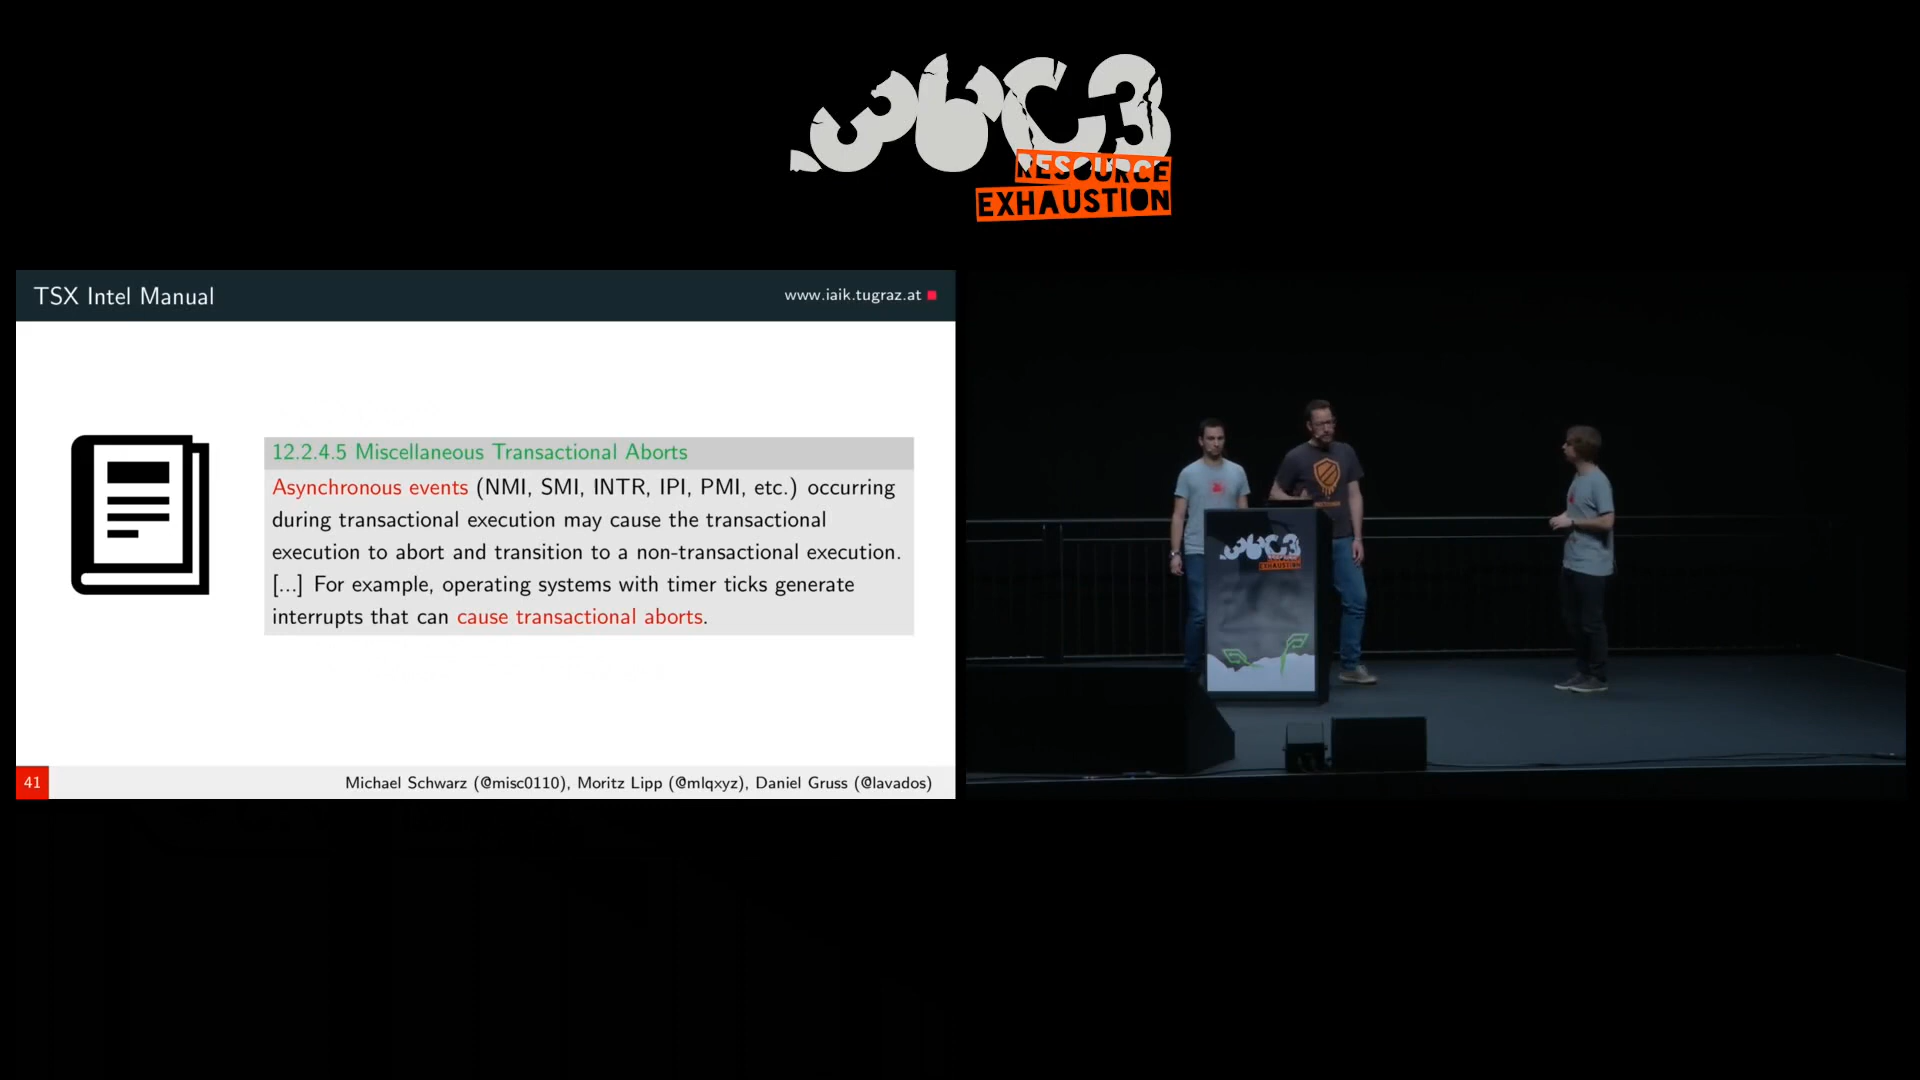 36C3
RESOURCE
EXHAUSTION
TSX Intel Manual
www.iaik.tugraz.at
12.2.4.5 Miscellaneous Transactional Aborts
Asynchronous events (NMI, SMI, INTR, IPI, PMI, etc.) occurring
during transactional execution may cause the transactional
execution to abort and transition to a non-transactional execution.
[...] For example, operating systems with timer ticks generate
interrupts that can cause transactional aborts.
41
Michael Schwarz (@misc0110), Moritz Lipp (@mlqxyz), Daniel Gruss (@lavados)
36C3
EXHAUSTION